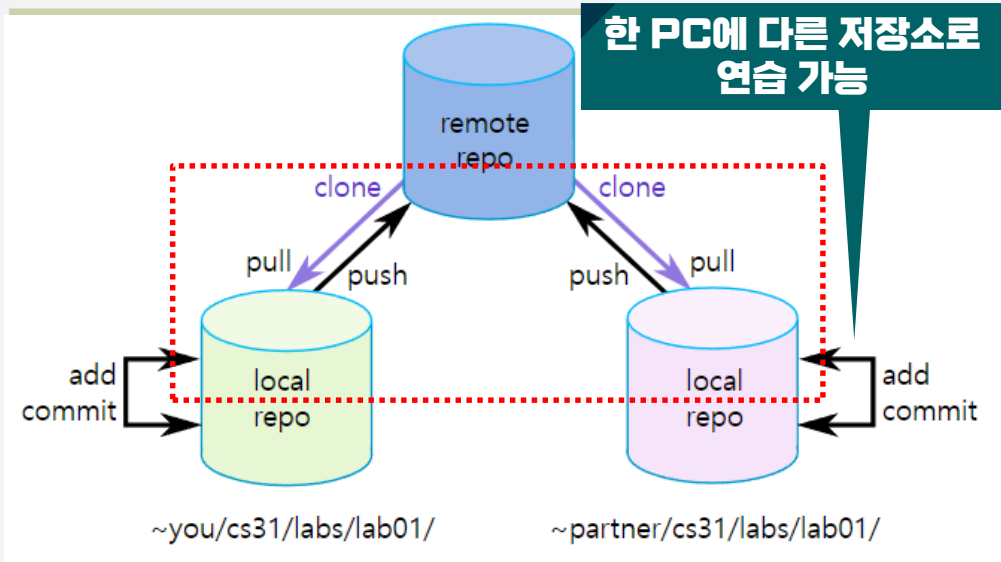 한 PC에 다른 저장소로
연습 가능
remote
repo
clone
clone
pull
push
push
pull
add
commit
local
repo
local
repo
add
commit
~you/cs31/labs/lab01/
~partner/cs31/labs/lab01/